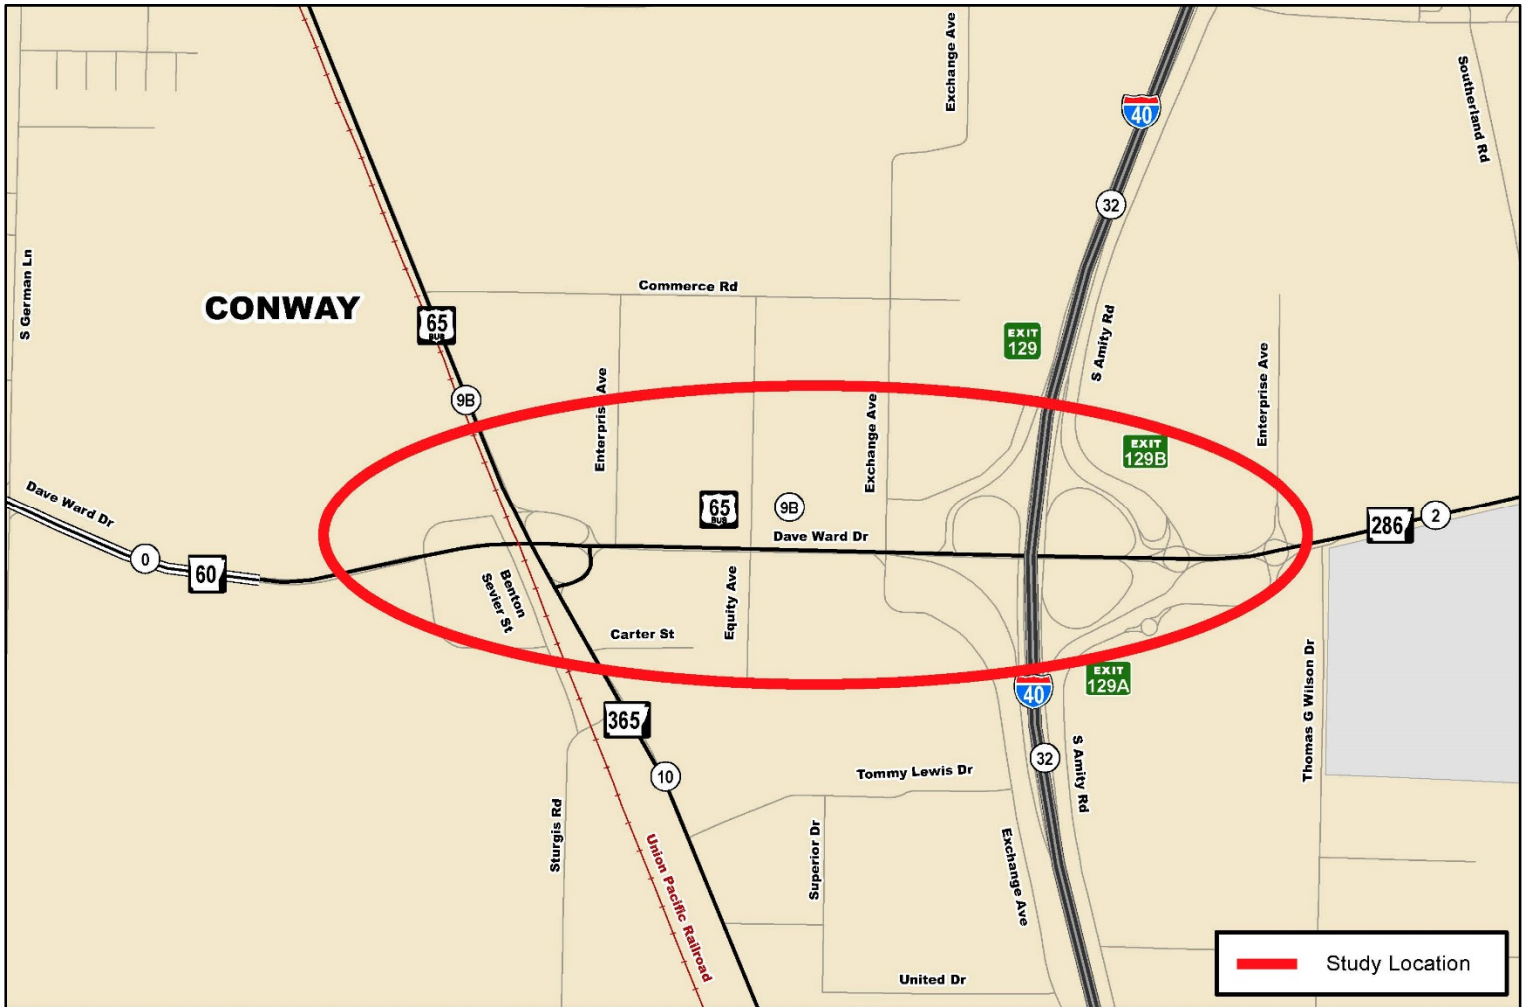 Exchange Ave
Southerland Rd
40
32
S German Ln
CONWAY
Commerce Rd
65
BUS
EXIT
129
S Amity Rd
Enterprise Ave
9B
Enterprise Ave
Exchange Ave
EXIT
129B
Dave Ward Dr
65
BUS
9B
Dave Ward Dr
286
2
0
60
Benton
Sevier St
Equity Ave
Carter St
EXIT
129A
40
365
Thomas G Wilson Dr
32
S Amity Rd
10
Tommy Lewis Dr
Sturgis Rd
Union Pacific Railroad
Superior Dr
Exchange Ave
United Dr
Study Location